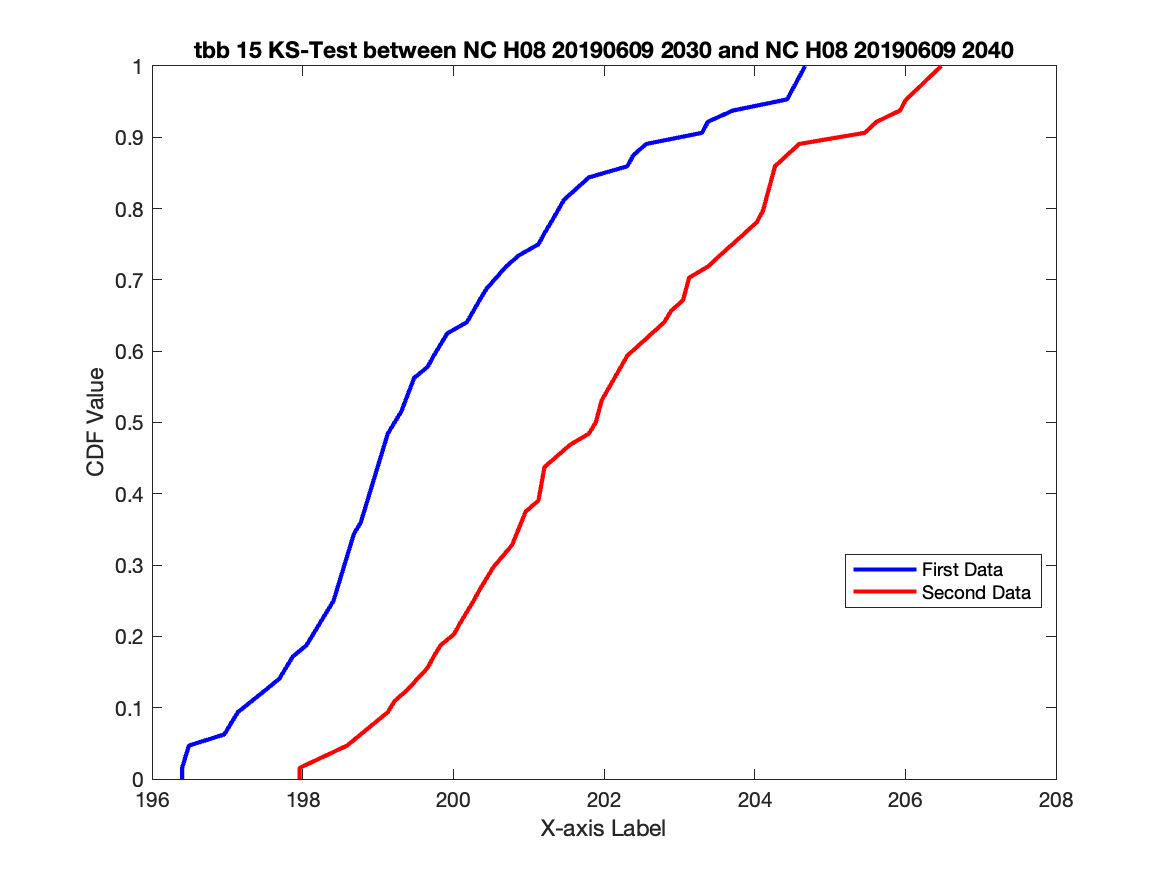 tbb 15 KS-Test between NC H08 20190609 2030 and NC H08 20190609 2040
1
0.9
0.8
0.7
0.6
0.5
0.4
0.3
0.2
0.1
0
CDF Value
First Data
Second Data
196 198 200 202 204 206 208
X-axis Label